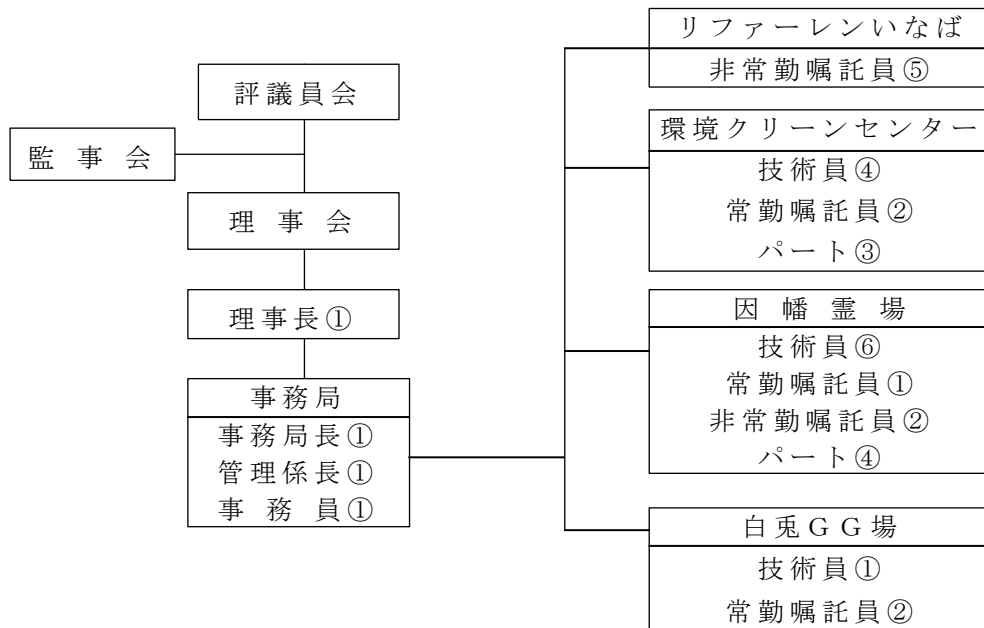 評議員会
監事会
理事会
理事長①
事務局
事務局長①
管理係長①
事務員①
リファーレンいなば
非常勤嘱託員⑤
環境クリーンセンター
技術員④
常勤嘱託員②
パート③
因幡霊場
技術員⑥
常勤嘱託員①
非常勤嘱託員②
パート④
白兎ＧＧ場
技術員①
常勤嘱託員②